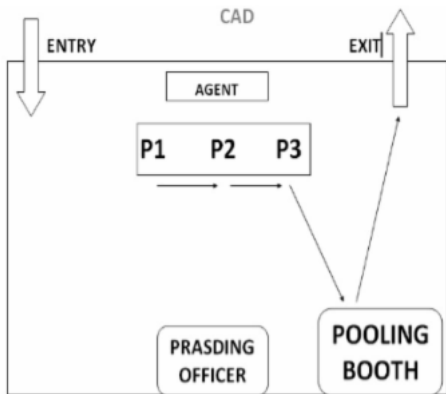 CAD
ENTRY
EXIT
AGENT
P1 P2 P3
PRASDING
OFFICER
POOLING
BOOTH